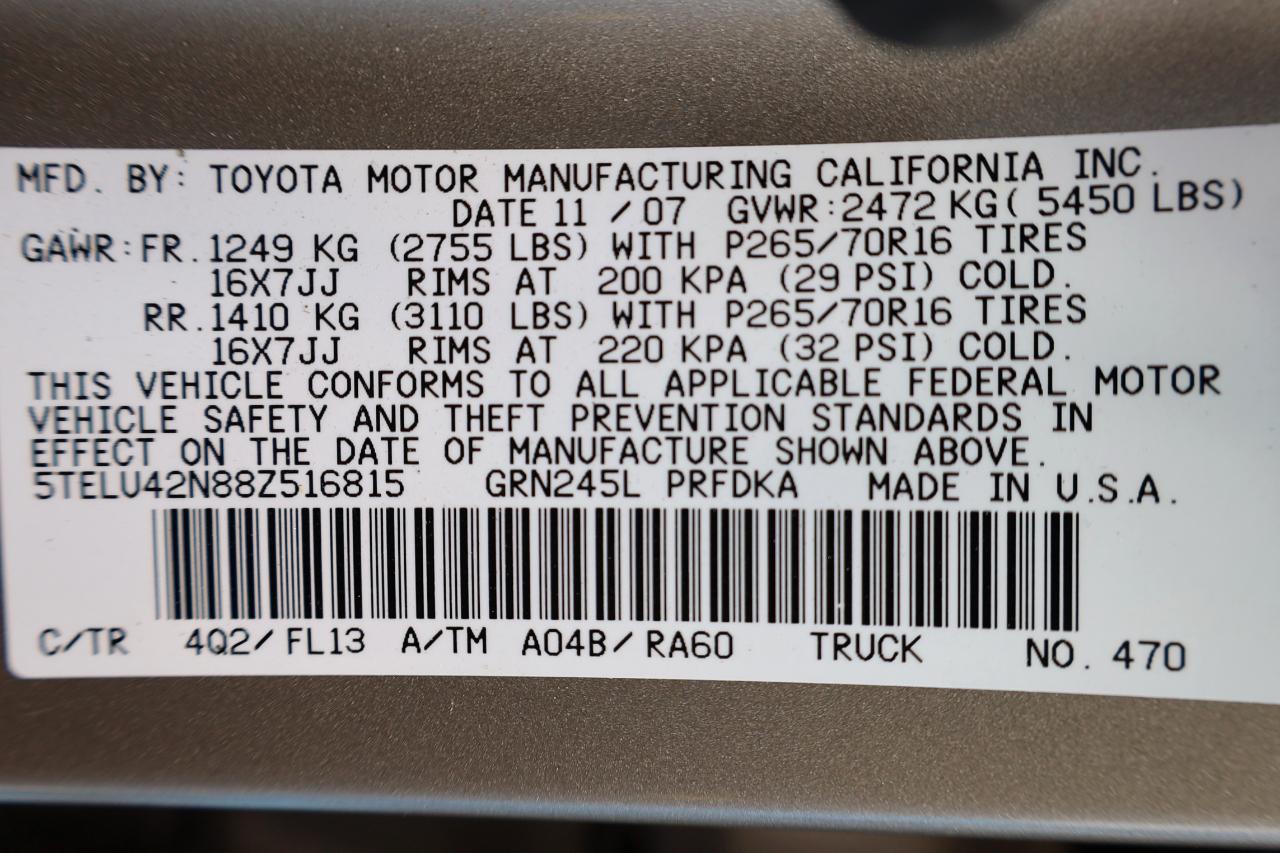 MFD. BY: TOYOTA MOTOR MANUFACTURING CALIFORNIA INC.
DATE 11 / 07 GVWR:2472 KG( 5450 LBS)
GAWR:FR.1249 KG (2755 LBS) WITH P265/70R16 TIRES
16X7JJ RIMS AT 200 KPA (29 PSI) COLD.
RR.1410 KG (3110 LBS) WITH P265/70R16 TIRES
16X7JJ RIMS AT 220 KPA (32 PSI) COLD.
THIS VEHICLE CONFORMS TO ALL APPLICABLE FEDERAL MOTOR
VEHICLE SAFETY AND THEFT PREVENTION STANDARDS IN
EFFECT ON THE DATE OF MANUFACTURE SHOWN ABOVE.
5TELU42N88Z516815 GRN245L PRFDKA MADE IN U.S.A.
C/TR 4Q2/FL13 A/TM A04B/RA60 TRUCK NO. 470